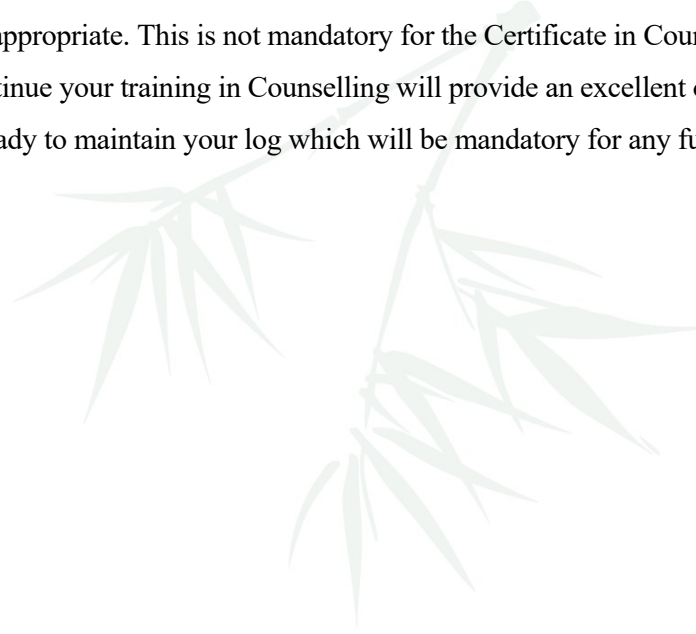 appropriate. This is not mandatory for the Certificate in Coun
tinue your training in Counselling will provide an excellent
ady to maintain your log which will be mandatory for any fu